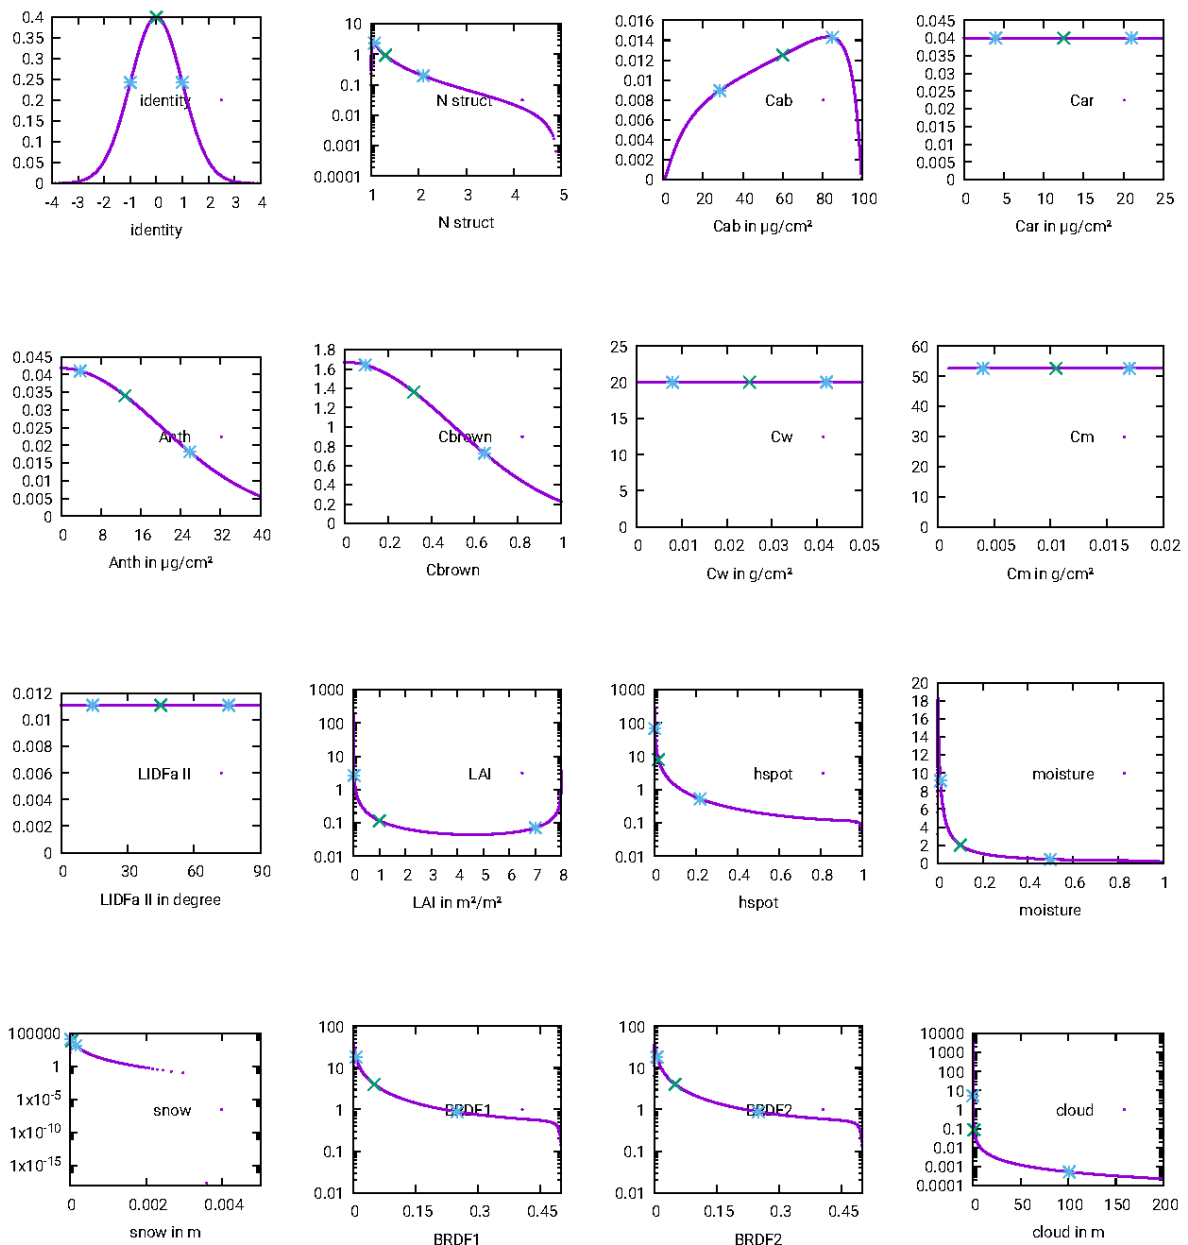 0.4
0.35
0.3
0.25
0.2
0.15
0.1
0.05
0
identity
-4 -3 -2 -1 0 1 2 3 4
identity
10
1
0.1
0.01
0.001
0.0001
N struct
1 2 3 4 5
N struct
0.016
0.014
0.012
0.01
0.008
0.006
0.004
0.002
0
Cab
0 20 40 60 80 100
Cab in µg/cm²
0.045
0.04
0.035
0.03
0.025
0.02
0.015
0.01
0.005
0
Car
0 5 10 15 20 25
Car in µg/cm²
0.045
0.04
0.035
0.03
0.025
0.02
0.015
0.01
0.005
0
Anth
0 8 16 24 32 40
Anth in µg/cm²
1.8
1.6
1.4
1.2
1
0.8
0.6
0.4
0.2
0
Cbrown
0 0.2 0.4 0.6 0.8 1
Cbrown
25
20
15
10
5
0
Cw
0 0.01 0.02 0.03 0.04 0.05
Cw in g/cm²
60
50
40
30
20
10
0
Cm
0.005 0.01 0.015 0.02
Cm in g/cm²
0.012
0.01
0.008
0.006
0.004
0.002
0
LIDFa II
0 30 60 90
LIDFa II in degree
1000
100
10
1
0.1
0.01
LAI
0 1 2 3 4 5 6 7 8
LAI in m²/m²
1000
100
10
1
0.1
0.01
hspot
0 0.2 0.4 0.6 0.8 1
hspot
20
18
16
14
12
10
8
6
4
2
0
moisture
0 0.2 0.4 0.6 0.8 1
moisture
100000
1
1x10⁻⁵
1x10⁻¹⁰
1x10⁻¹⁵
snow
0 0.002 0.004
snow in m
100
10
1
0.1
0.01
BRDF1
0 0.15 0.3 0.45
BRDF1
100
10
1
0.1
0.01
BRDF2
0 0.15 0.3 0.45
BRDF2
10000
1000
100
10
1
0.1
0.01
0.001
0.0001
cloud
0 50 100 150 200
cloud in m